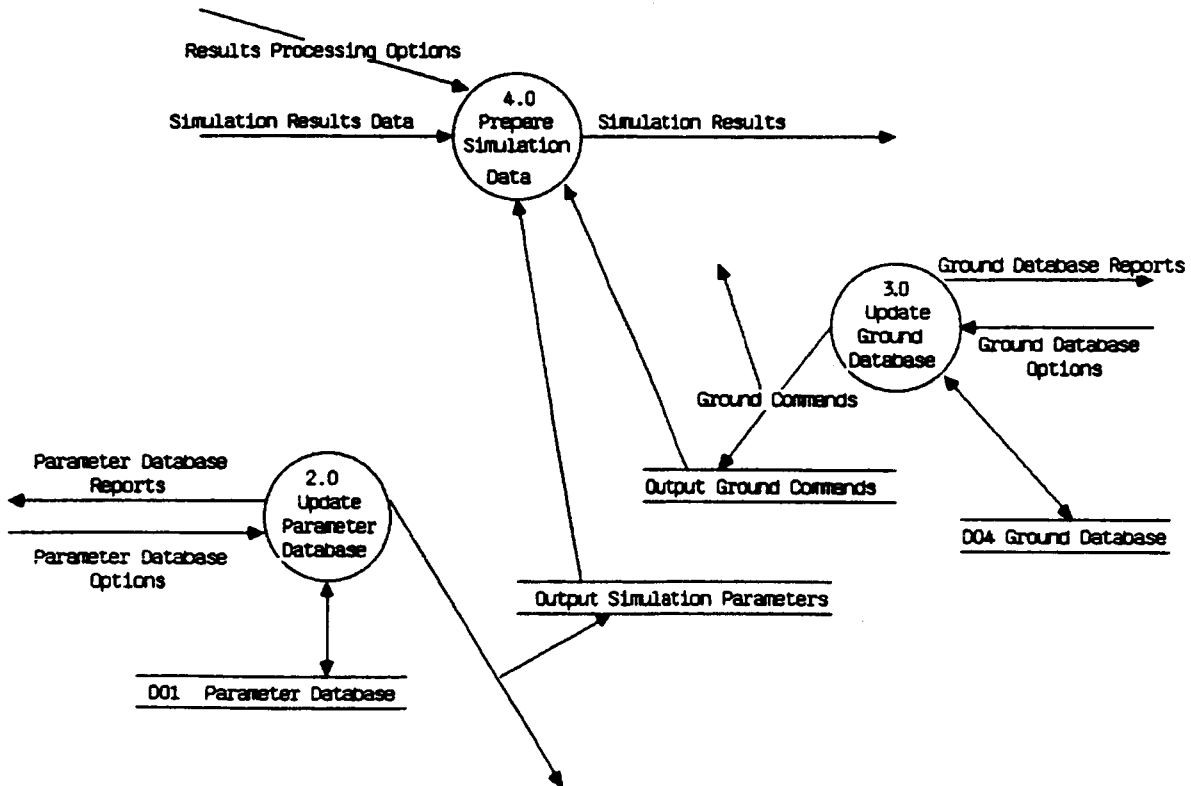 Results Processing Options
4.0
Prepare
Simulation
Data
Simulation Results Data
Simulation Results
3.0
Update
Ground
Database
Ground Database Reports
Ground Database
Options
Ground Commands
Output Ground Commands
D04 Ground Database
Parameter Database
Reports
2.0
Update
Parameter
Database
Parameter Database
Options
Output Simulation Parameters
D01 Parameter Database